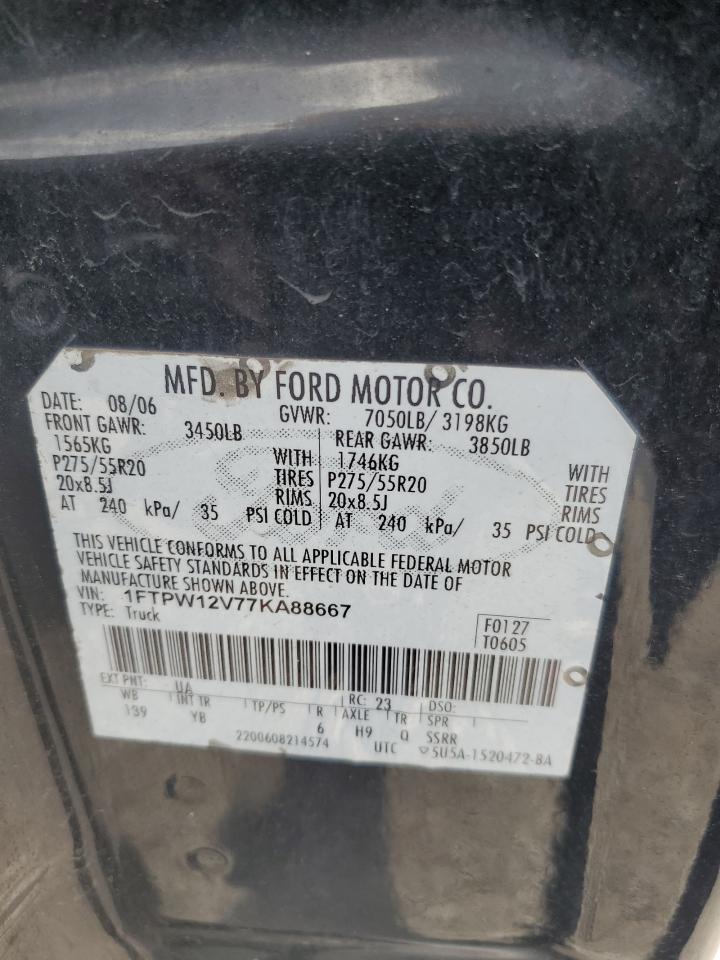 MFD. BY FORD MOTOR CO.
DATE: 08/06 GVWR: 7050LB/ 3198KG
FRONT GAWR: 3450LB REAR GAWR: 3850LB
1565KG WITH 1746KG WITH
P275/55R20 TIRES P275/55R20 TIRES
20x8.5J RIMS 20x8.5J RIMS
AT 240 kPa/ 35 PSI COLD AT 240 kPa/ 35 PSI COLD
THIS VEHICLE CONFORMS TO ALL APPLICABLE FEDERAL MOTOR
VEHICLE SAFETY STANDARDS IN EFFECT ON THE DATE OF
MANUFACTURE SHOWN ABOVE.
VIN: 1FTPW12V77KA88667
TYPE: Truck
F0127
T0605
EXT PNT: UA RC: 23 DSO:
WB INT TR TP/PS R AXLE TR SPR
139 YB 6 H9 Q SSRR
2200608214574 UTC ▽5U5A-1520472-BA